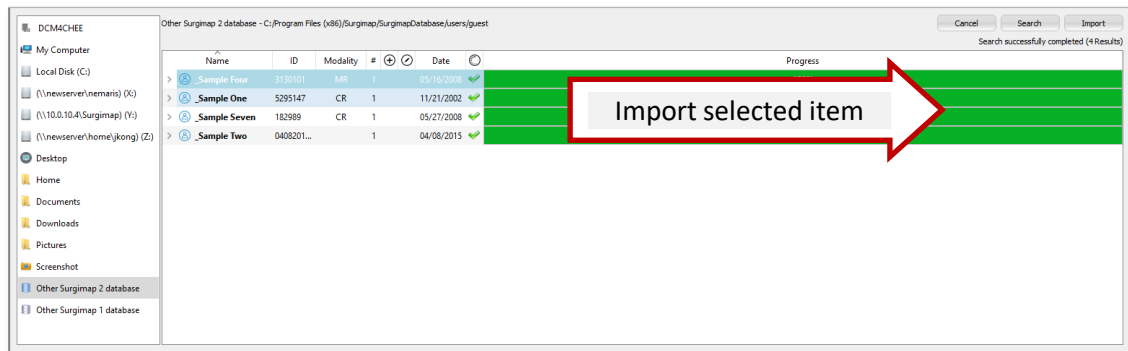 DCM4CHEE
My Computer
Local Disk (C:)
(\\newserver\nemaris) (X:)
(\\10.0.10.4\Surgimap) (Y:)
(\\newserver\home\jkong) (Z:)
Desktop
Home
Documents
Downloads
Pictures
Screenshot
Other Surgimap 2 database
Other Surgimap 1 database
Other Surgimap 2 database - C:/Program Files (x86)/Surgimap/SurgimapDatabase/users/guest
Cancel Search Import
Search successfully completed (4 Results)
Name ID Modality # Date Progress
_Sample Four 3130101 MR 1 05/16/2008
_Sample One 5295147 CR 1 11/21/2002
_Sample Seven 182989 CR 1 05/27/2008
_Sample Two 0408201... 1 04/08/2015
Import selected item